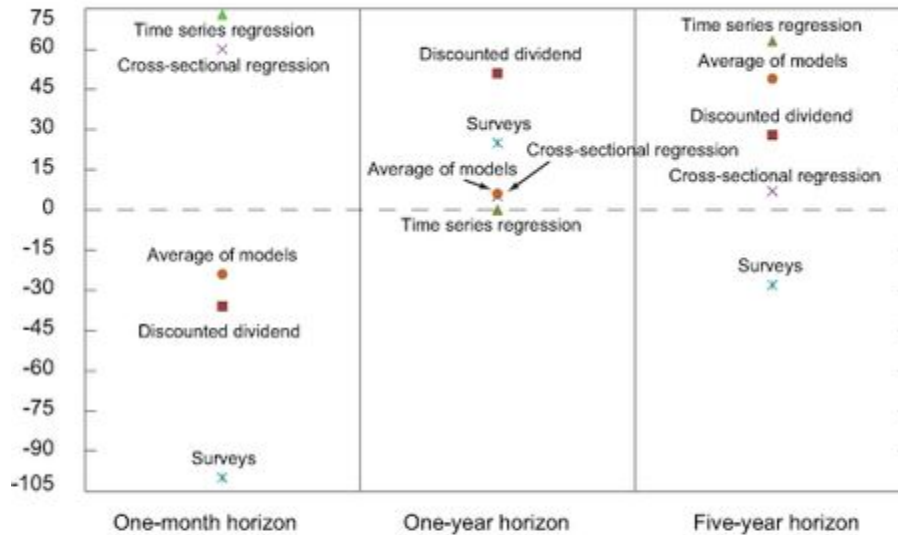 75
Time series regression
60
Cross-sectional regression
45
30
15
0
-15
Average of models
-30
Discounted dividend
-45
-60
-75
-90
Surveys
-105
One-month horizon
Discounted dividend
Surveys
Cross-sectional regression
Average of models
Time series regression
One-year horizon
Time series regression
Average of models
Discounted dividend
Cross-sectional regression
Surveys
Five-year horizon